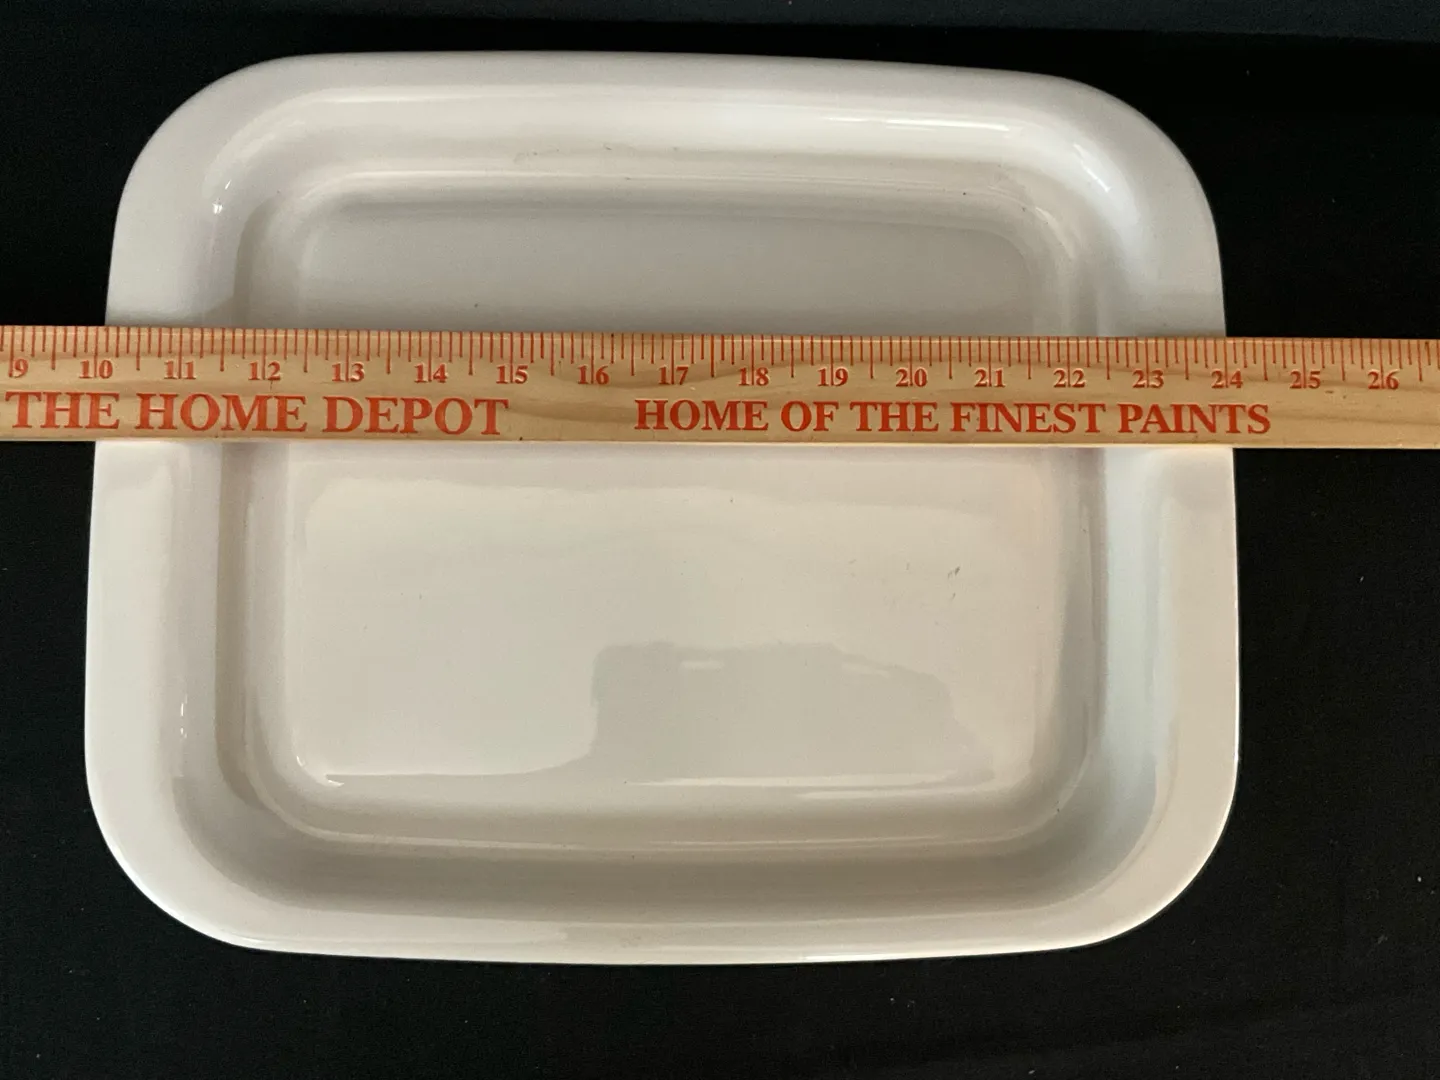 9 10 11 12 13 14 15 16 17 18 19 20 21 22 23 24 25 26
THE HOME DEPOT HOME OF THE FINEST PAINTS